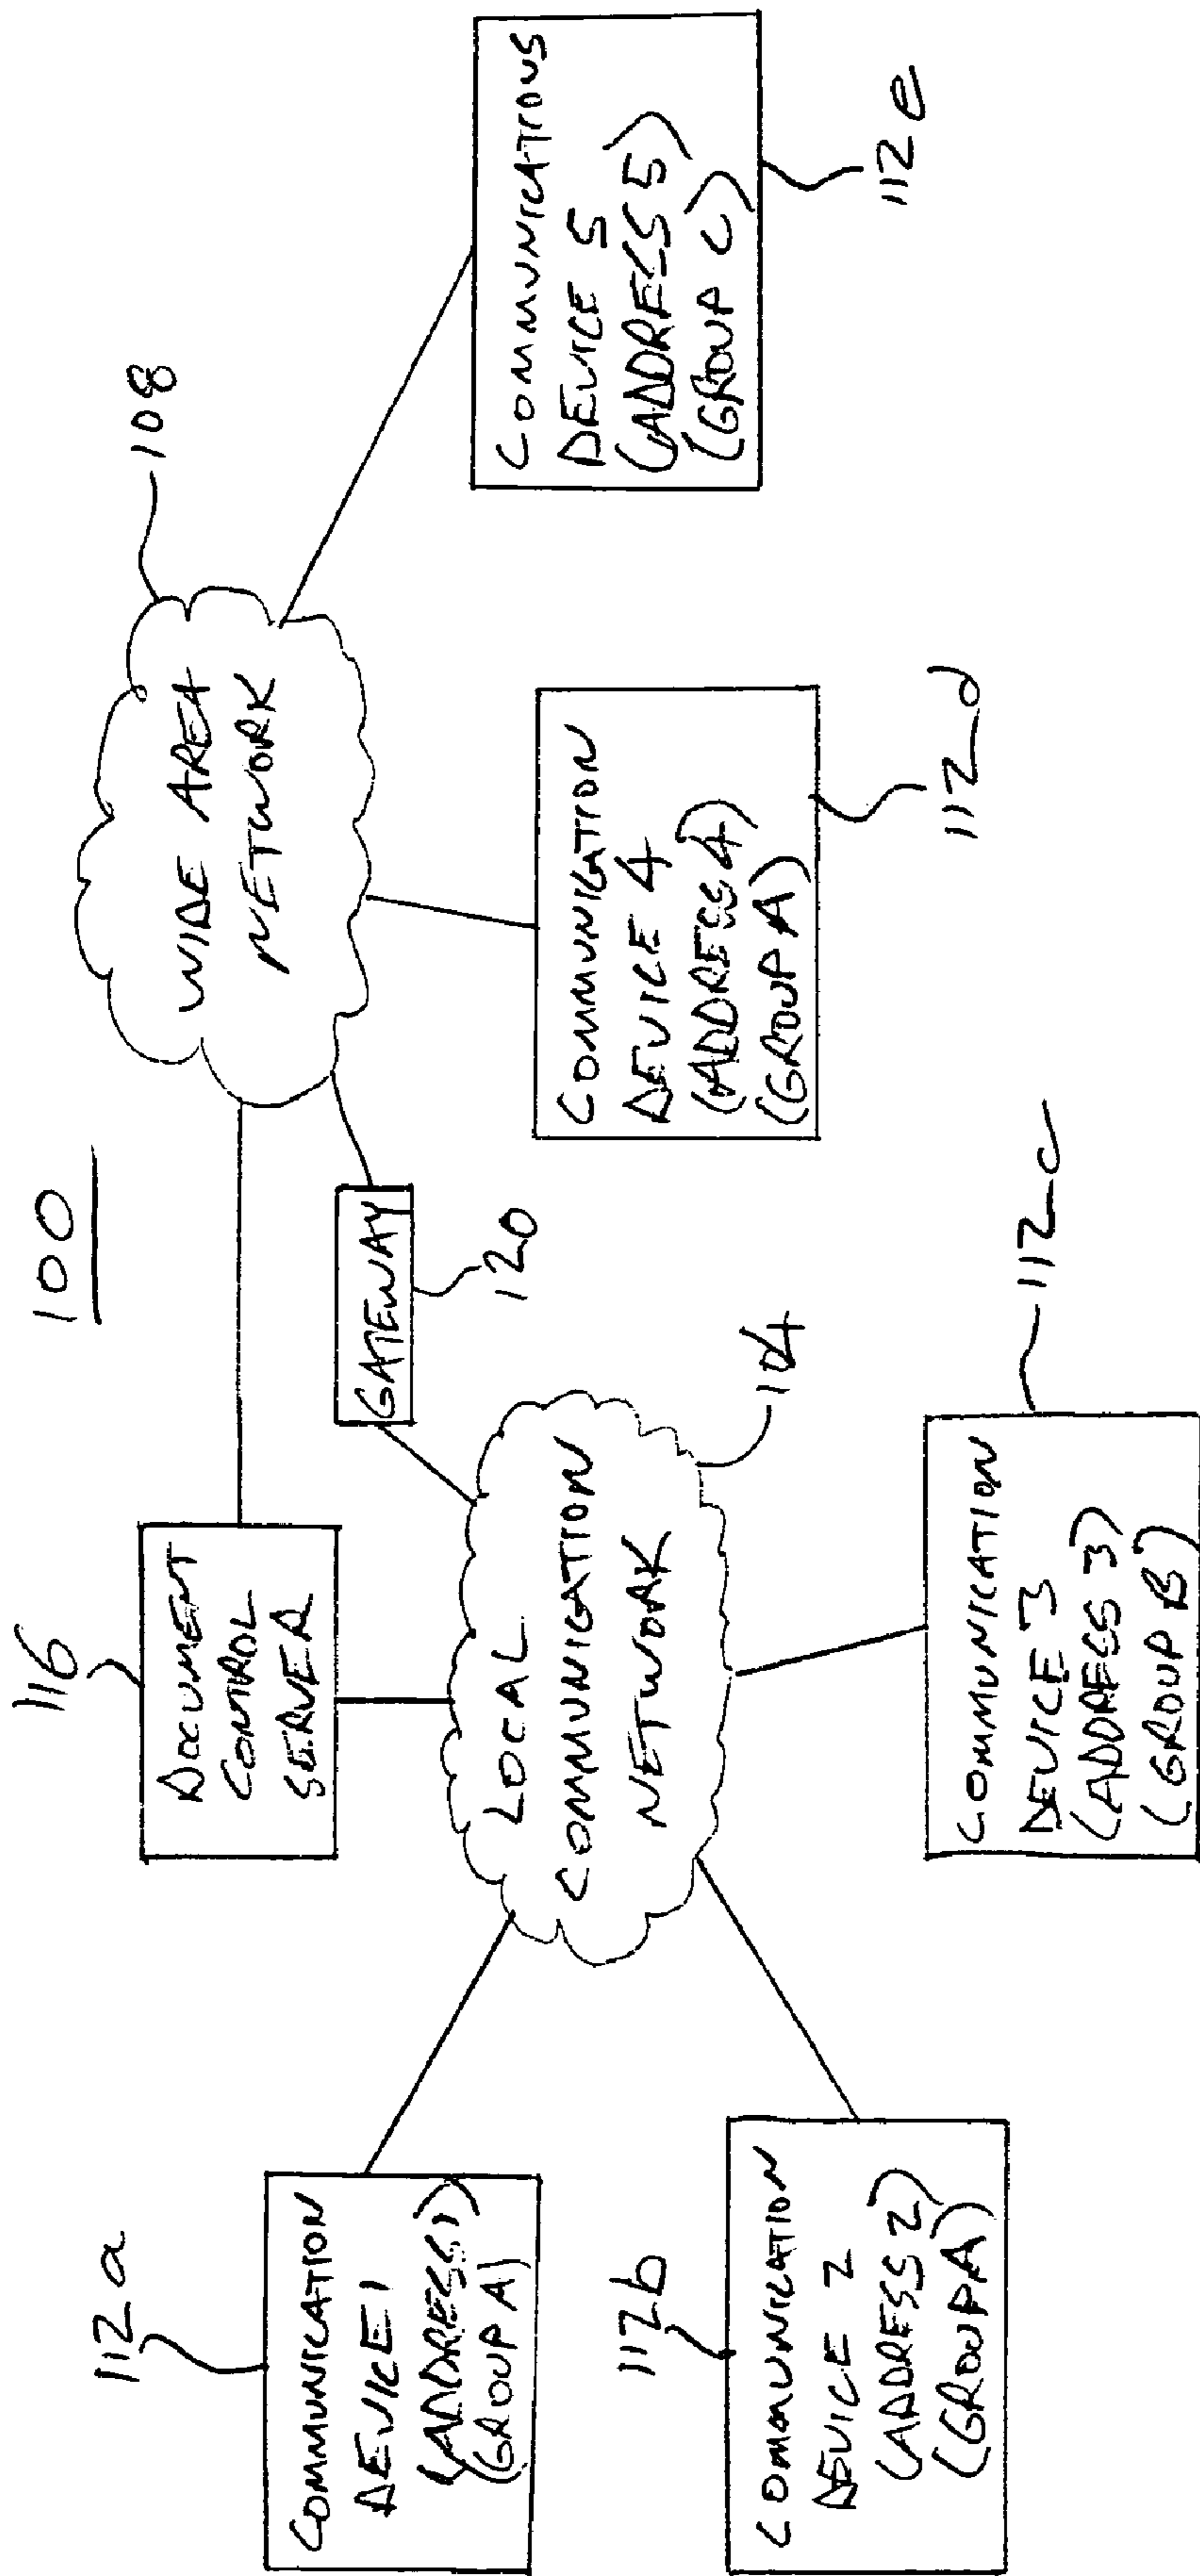 100
116
DOCUMENT
CONTROL
SERVER
108
WIDE AREA
NETWORK
GATEWAY
120
112a
COMMUNICATION
DEVICE 1
(ADDRESS 1)
(GROUP A)
LOCAL
COMMUNICATION
NETWORK
104
COMMUNICATIONS
DEVICE 5
(ADDRESS 5)
(GROUP C)
112e
COMMUNICATION
DEVICE 4
(ADDRESS 4)
(GROUP A)
112d
112b
COMMUNICATION
DEVICE 2
(ADDRESS 2)
(GROUP A)
COMMUNICATION
DEVICE 3
(ADDRESS 3)
(GROUP B)
112c